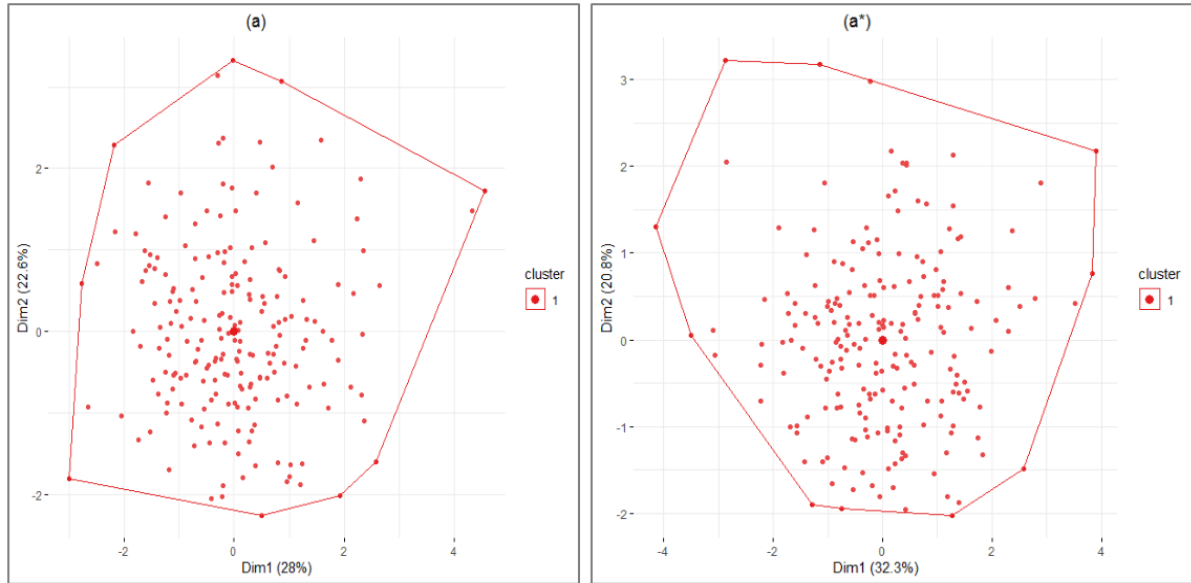 (a)
2
0
-2
-2
0
2
4
Dim1 (28%)
Dim2 (22.6%)
cluster
1
(a*)
3
2
1
0
-1
-2
-4
-2
0
2
4
Dim1 (32.3%)
Dim2 (20.8%)
cluster
1